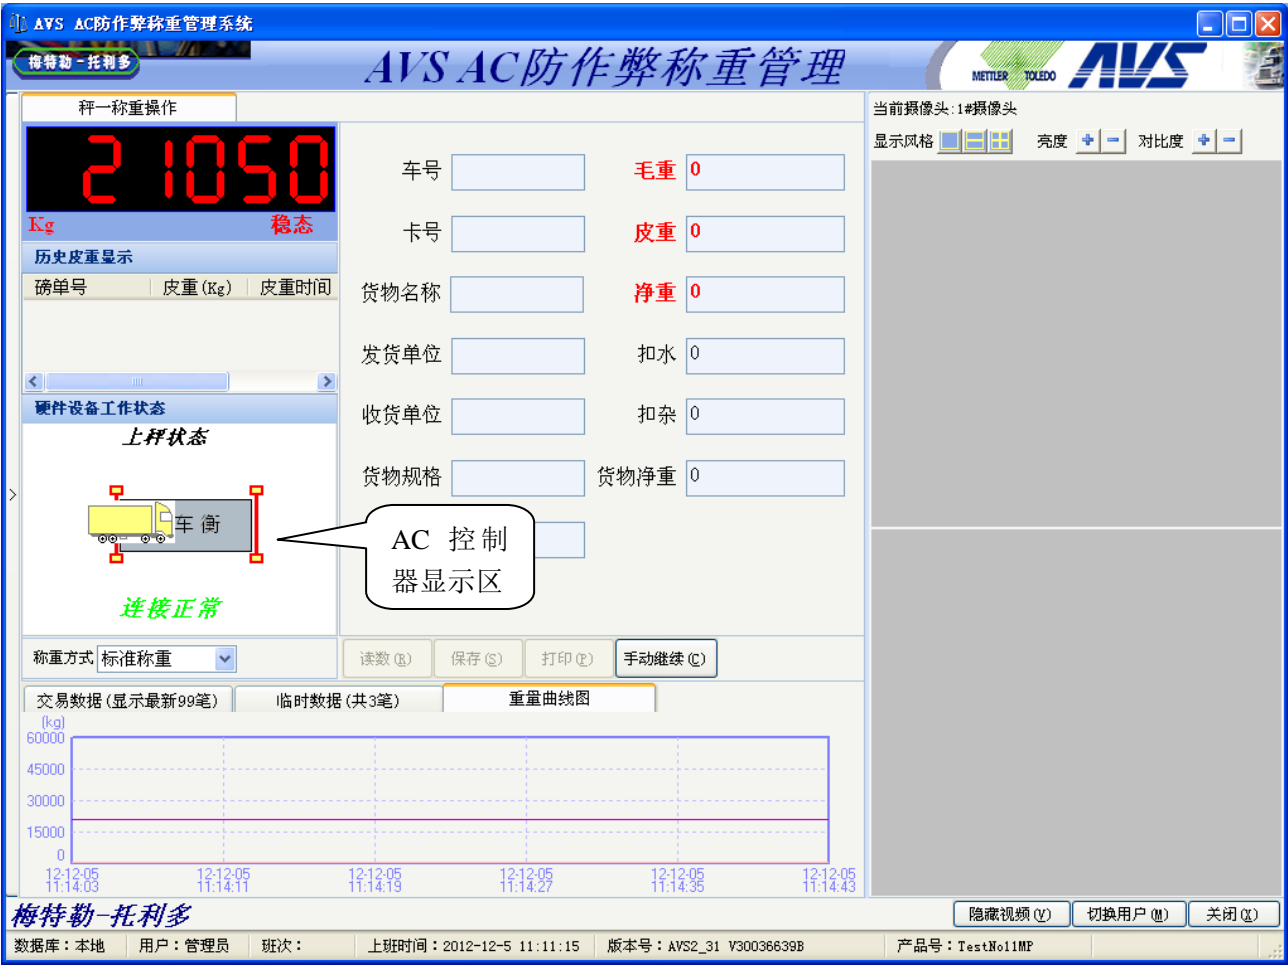 AVS AC防作弊称重管理系统
梅特勒-托利多
AVS AC防作弊称重管理
METTLER TOLEDO
AVS
秤一称重操作
21050
Kg
稳态
历史皮重显示
磅单号 皮重(Kg) 皮重时间
硬件设备工作状态
上秤状态
车衡
连接正常
称重方式 标准称重
车号
毛重 0
卡号
皮重 0
货物名称
净重 0
发货单位
扣水 0
收货单位
扣杂 0
货物规格
货物净重 0
AC 控制
器显示区
读数(R) 保存(S) 打印(P) 手动继续(C)
交易数据(显示最新99笔) 临时数据(共3笔) 重量曲线图
(kg)
60000
45000
30000
15000
0
12-12-05 12-12-05 12-12-05 12-12-05 12-12-05 12-12-05
11:14:03 11:14:11 11:14:19 11:14:27 11:14:35 11:14:43
当前摄像头:1#摄像头
显示风格 亮度 + - 对比度 + -
梅特勒-托利多
隐藏视频(V) 切换用户(M) 关闭(X)
数据库：本地 用户：管理员 班次： 上班时间：2012-12-5 11:11:15 版本号：AVS2_31 V30036639B 产品号：TestNo11MP